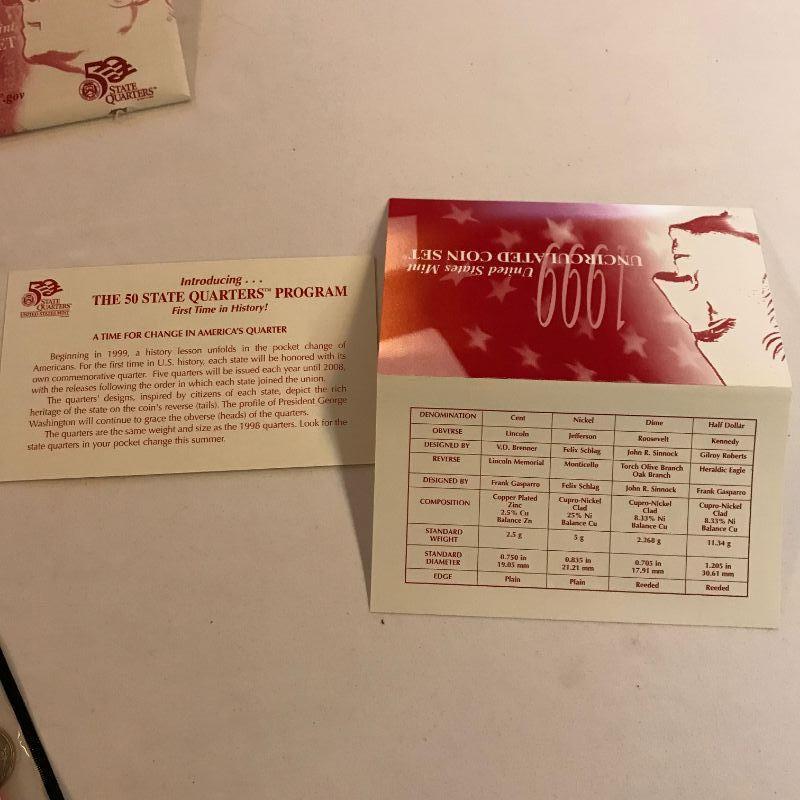 int
ET
.gov
50
STATE
QUARTERS™
50
STATE
QUARTERS
UNITED STATES MINT
Introducing . . .
THE 50 STATE QUARTERS™ PROGRAM
First Time in History!
A TIME FOR CHANGE IN AMERICA'S QUARTER
Beginning in 1999, a history lesson unfolds in the pocket change of
Americans. For the first time in U.S. history, each state will be honored with its
own commemorative quarter. Five quarters will be issued each year until 2008,
with the releases following the order in which each state joined the union.
The quarters' designs, inspired by citizens of each state, depict the rich
heritage of the state on the coin's reverse (tails). The profile of President George
Washington will continue to grace the obverse (heads) of the quarters.
The quarters are the same weight and size as the 1998 quarters. Look for the
state quarters in your pocket change this summer.
1999
United States Mint
UNCIRCULATED COIN SET®
DENOMINATION Cent Nickel Dime Half Dollar
OBVERSE Lincoln Jefferson Roosevelt Kennedy
DESIGNED BY V.D. Brenner Felix Schlag John R. Sinnock Gilroy Roberts
REVERSE Lincoln Memorial Monticello Torch Olive Branch Heraldic Eagle
Oak Branch
DESIGNED BY Frank Gasparro Felix Schlag John R. Sinnock Frank Gasparro
COMPOSITION Copper Plated Cupro-Nickel Cupro-Nickel Cupro-Nickel
Zinc Clad Clad Clad
2.5% Cu 25% Ni 8.33% Ni 8.33% Ni
Balance Zn Balance Cu Balance Cu Balance Cu
STANDARD WEIGHT 2.5 g 5 g 2.268 g 11.34 g
STANDARD 0.750 in 0.835 in 0.705 in 1.205 in
DIAMETER 19.05 mm 21.21 mm 17.91 mm 30.61 mm
EDGE Plain Plain Reeded Reeded